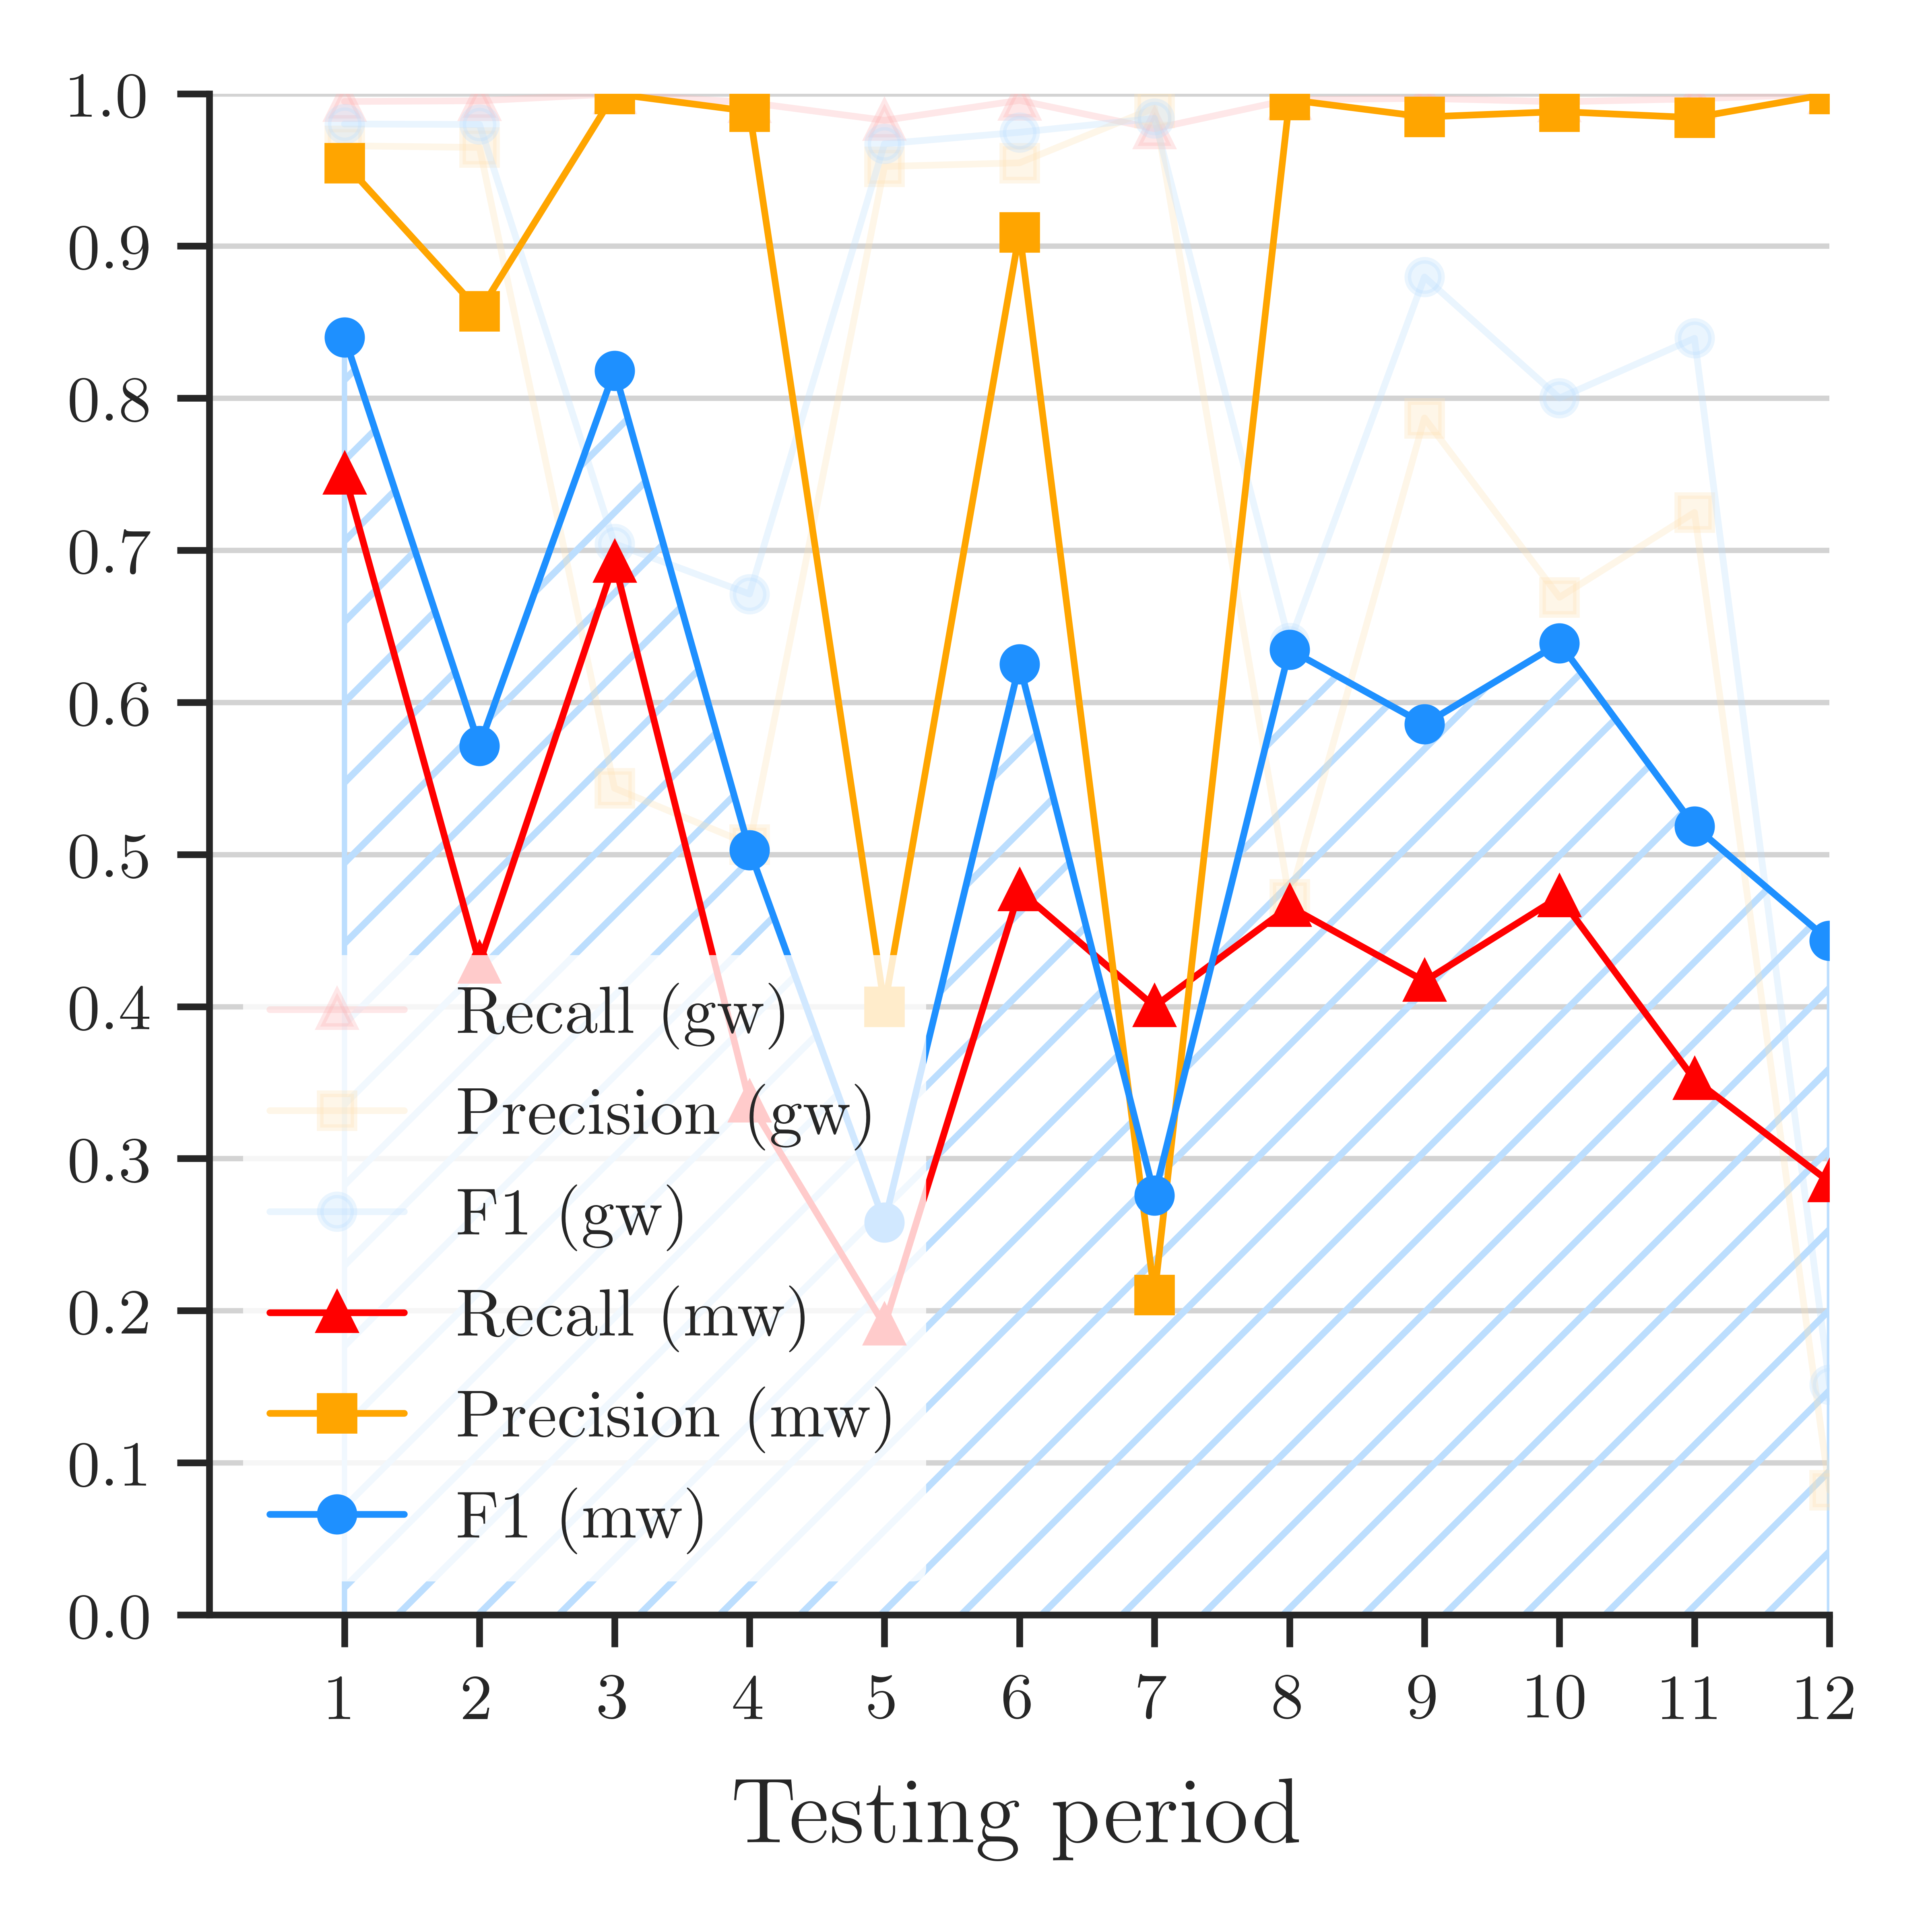 1.0
0.9
0.8
0.7
0.6
0.5
0.4
0.3
0.2
0.1
0.0
Recall (gw)
Precision (gw)
F1 (gw)
Recall (mw)
Precision (mw)
F1 (mw)
1 2 3 4 5 6 7 8 9 10 11 12
Testing period